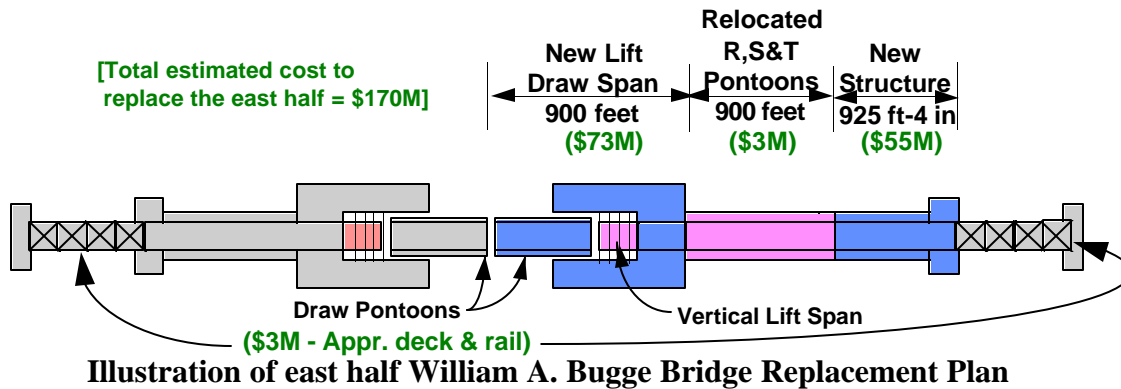 [Total estimated cost to
replace the east half = $170M]
New Lift
Draw Span
900 feet
($73M)
Relocated
R,S&T
Pontoons
900 feet
($3M)
New
Structure
925 ft-4 in
($55M)
Draw Pontoons
Vertical Lift Span
($3M - Appr. deck & rail)
Illustration of east half William A. Bugge Bridge Replacement Plan